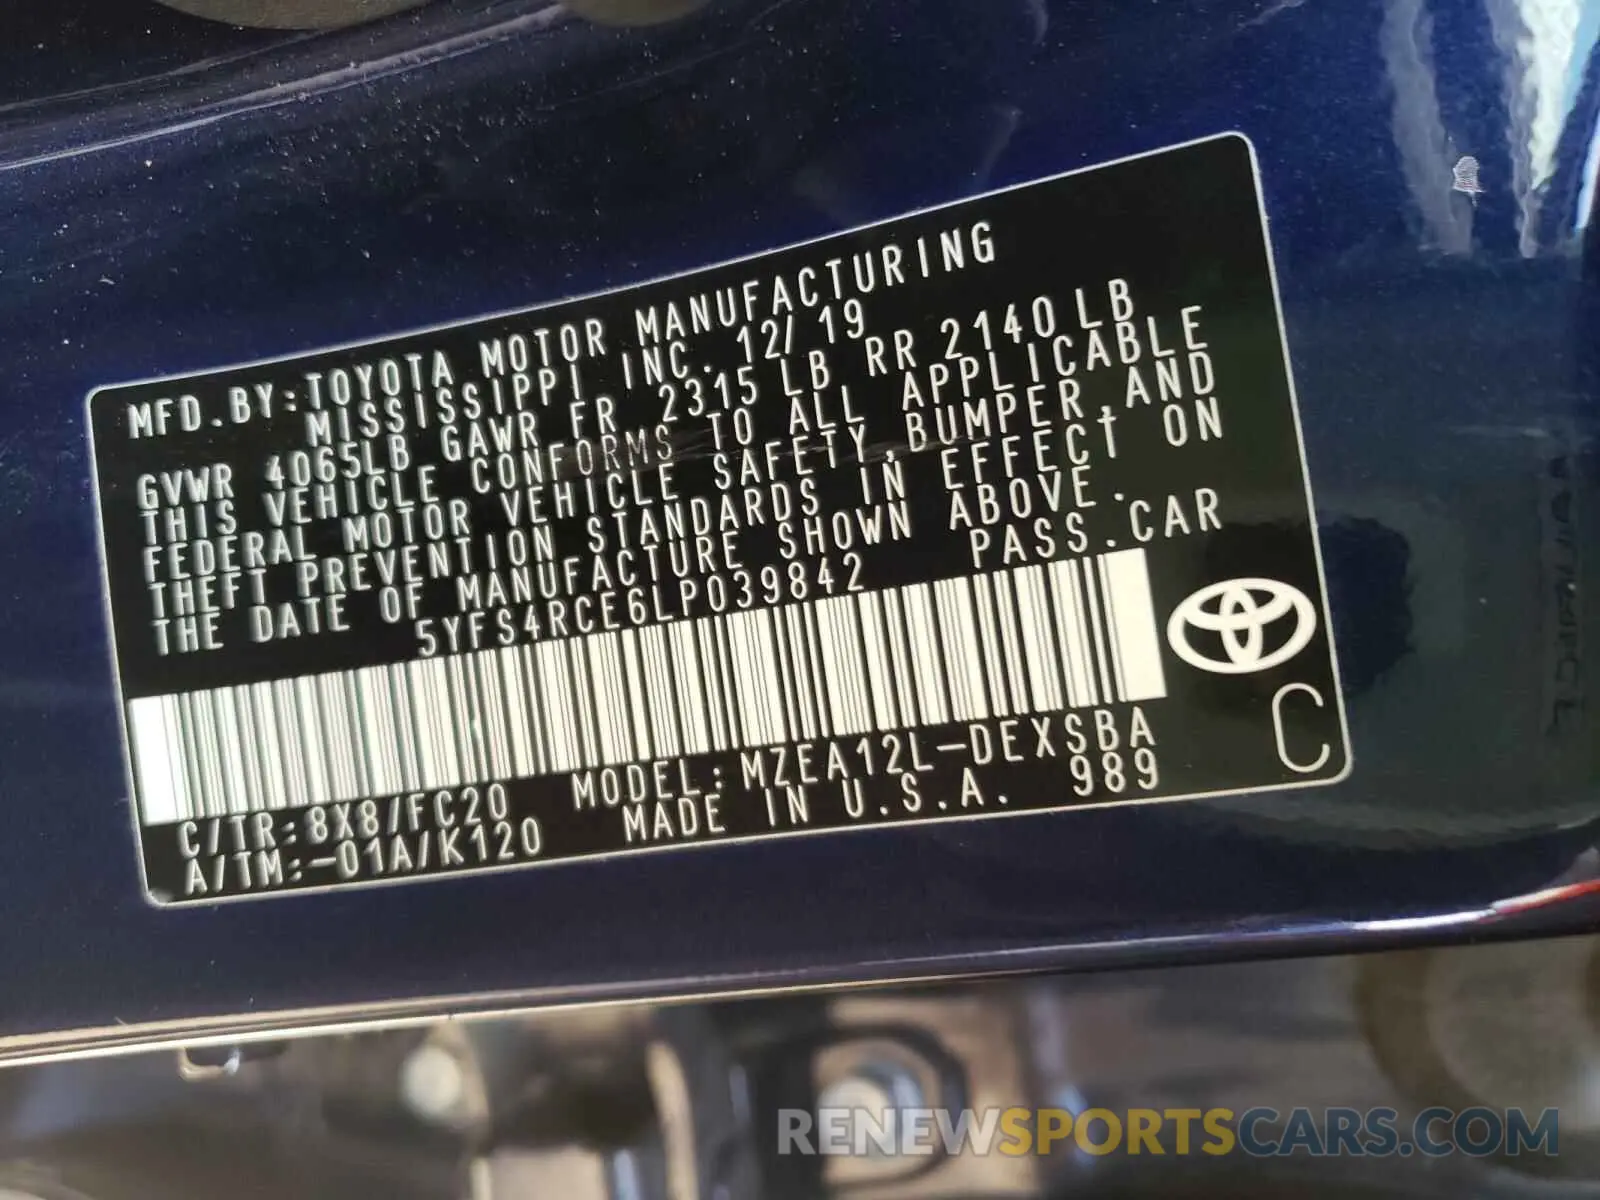 MFD.BY:TOYOTA MOTOR MANUFACTURING
MISSISSIPPI INC. 12/19
GVWR 4065LB GAWR FR 2315LB RR 2140LB
THIS VEHICLE CONFORMS TO ALL APPLICABLE
FEDERAL MOTOR VEHICLE SAFETY,BUMPER,AND
THEFT PREVENTION STANDARDS IN EFFECT ON
THE DATE OF MANUFACTURE SHOWN ABOVE.
5YFS4RCE6LP039842 PASS.CAR
C/TR:8X8/FC20 MODEL:MZEA12L-DEXSBA
A/TM:-01A/K120 MADE IN U.S.A. 989
C
RENEWSPORTSCARS.COM